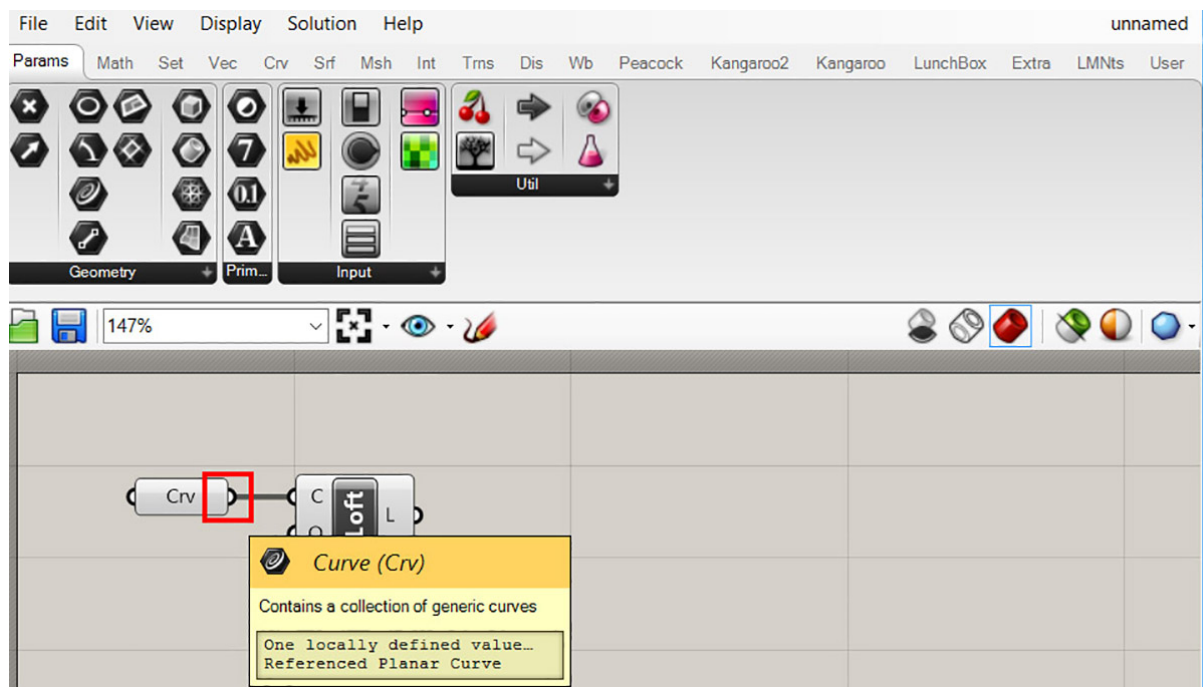 File Edit View Display Solution Help unnamed
Params Math Set Vec Crv Srf Msh Int Trns Dis Wb Peacock Kangaroo2 Kangaroo LunchBox Extra LMNts User
7
0.1
A
5
Geometry Prim... Input Util
147%
Crv C Loft L
O
Curve (Crv)
Contains a collection of generic curves
One locally defined value…
Referenced Planar Curve